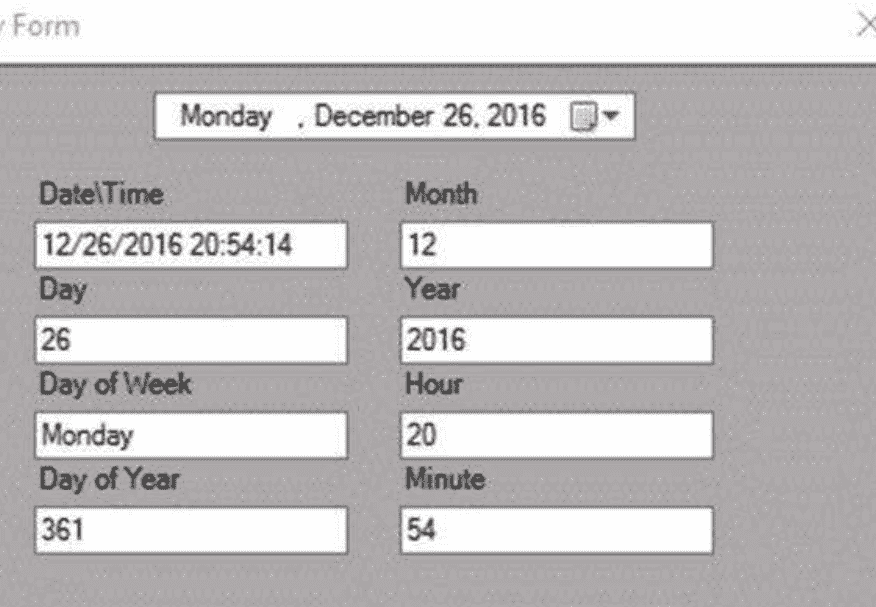 Form
Monday , December 26, 2016
Date\Time Month
12/26/2016 20:54:14 12
Day Year
26 2016
Day of Week Hour
Monday 20
Day of Year Minute
361 54